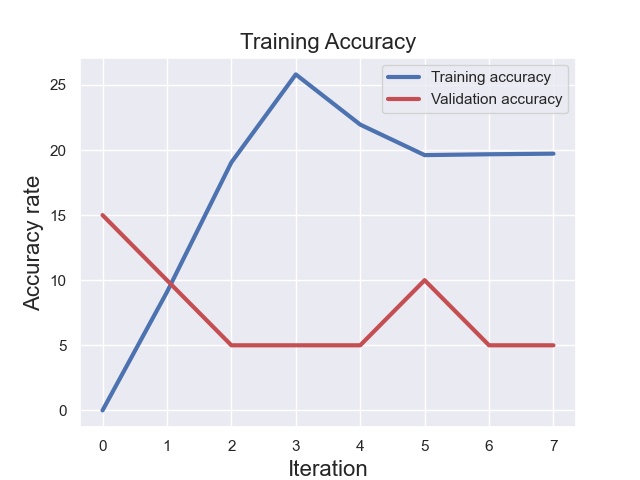 Training Accuracy
Training accuracy
Validation accuracy
Accuracy rate
25
20
15
10
5
0
0 1 2 3 4 5 6 7
Iteration